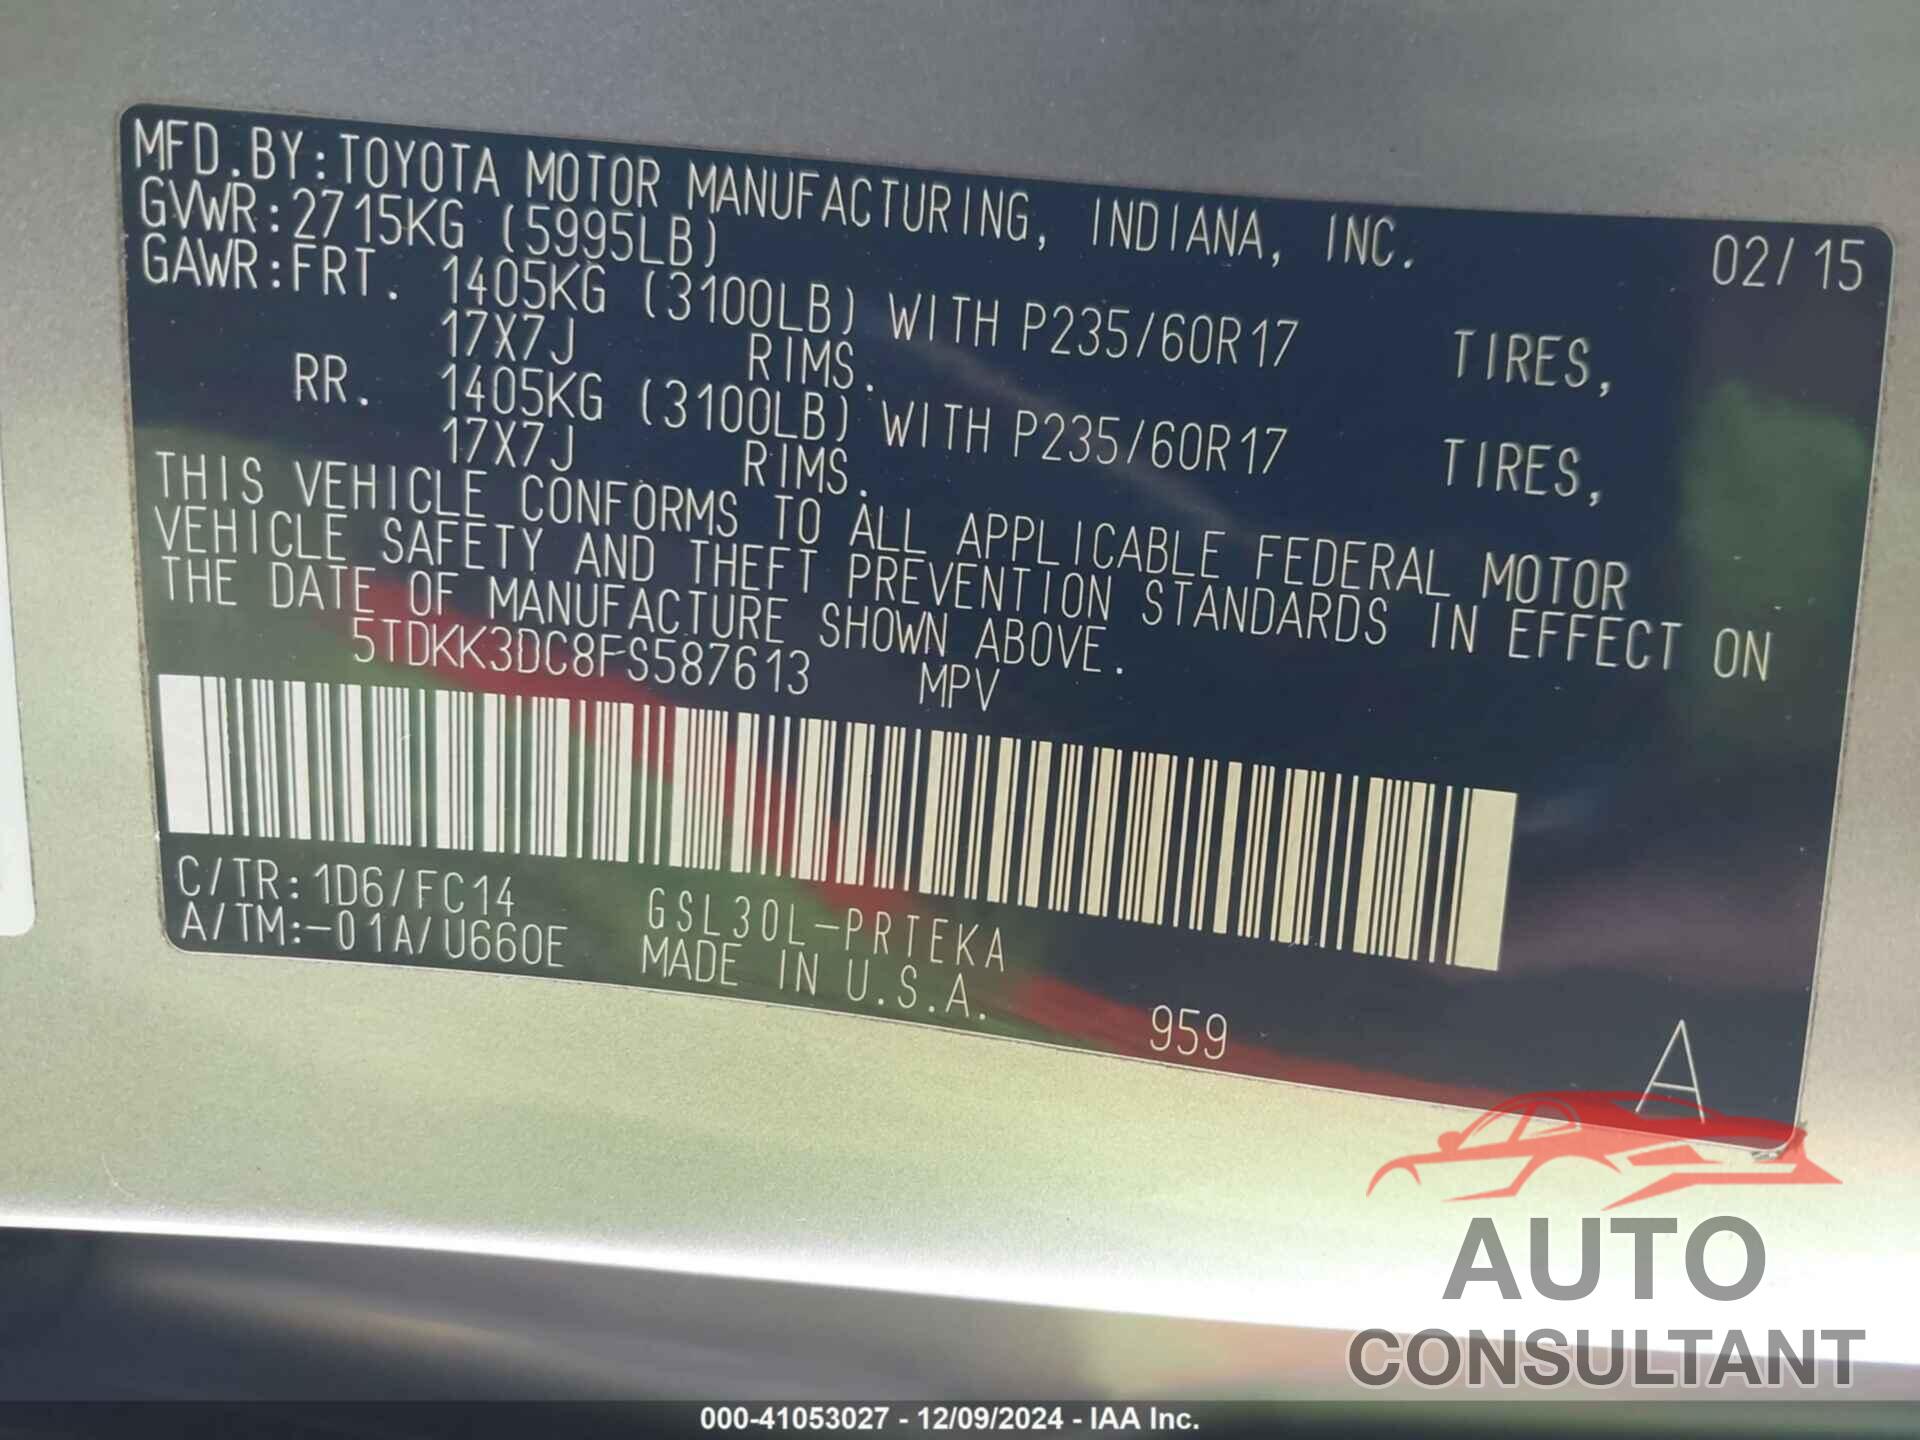 MFD.BY:TOYOTA MOTOR MANUFACTURING, INDIANA, INC. 02/15
GVWR:2715KG (5995LB)
GAWR:FRT. 1405KG (3100LB) WITH P235/60R17 TIRES,
17X7J RIMS.
RR. 1405KG (3100LB) WITH P235/60R17 TIRES,
17X7J RIMS.
THIS VEHICLE CONFORMS TO ALL APPLICABLE FEDERAL MOTOR
VEHICLE SAFETY AND THEFT PREVENTION STANDARDS IN EFFECT ON
THE DATE OF MANUFACTURE SHOWN ABOVE.
5TDKK3DC8FS587613 MPV
C/TR:1D6/FC14 GSL30L-PRTEKA
A/TM:-01A/U660E MADE IN U.S.A.
959
A
AUTO
CONSULTANT
000-41053027 - 12/09/2024 - IAA Inc.